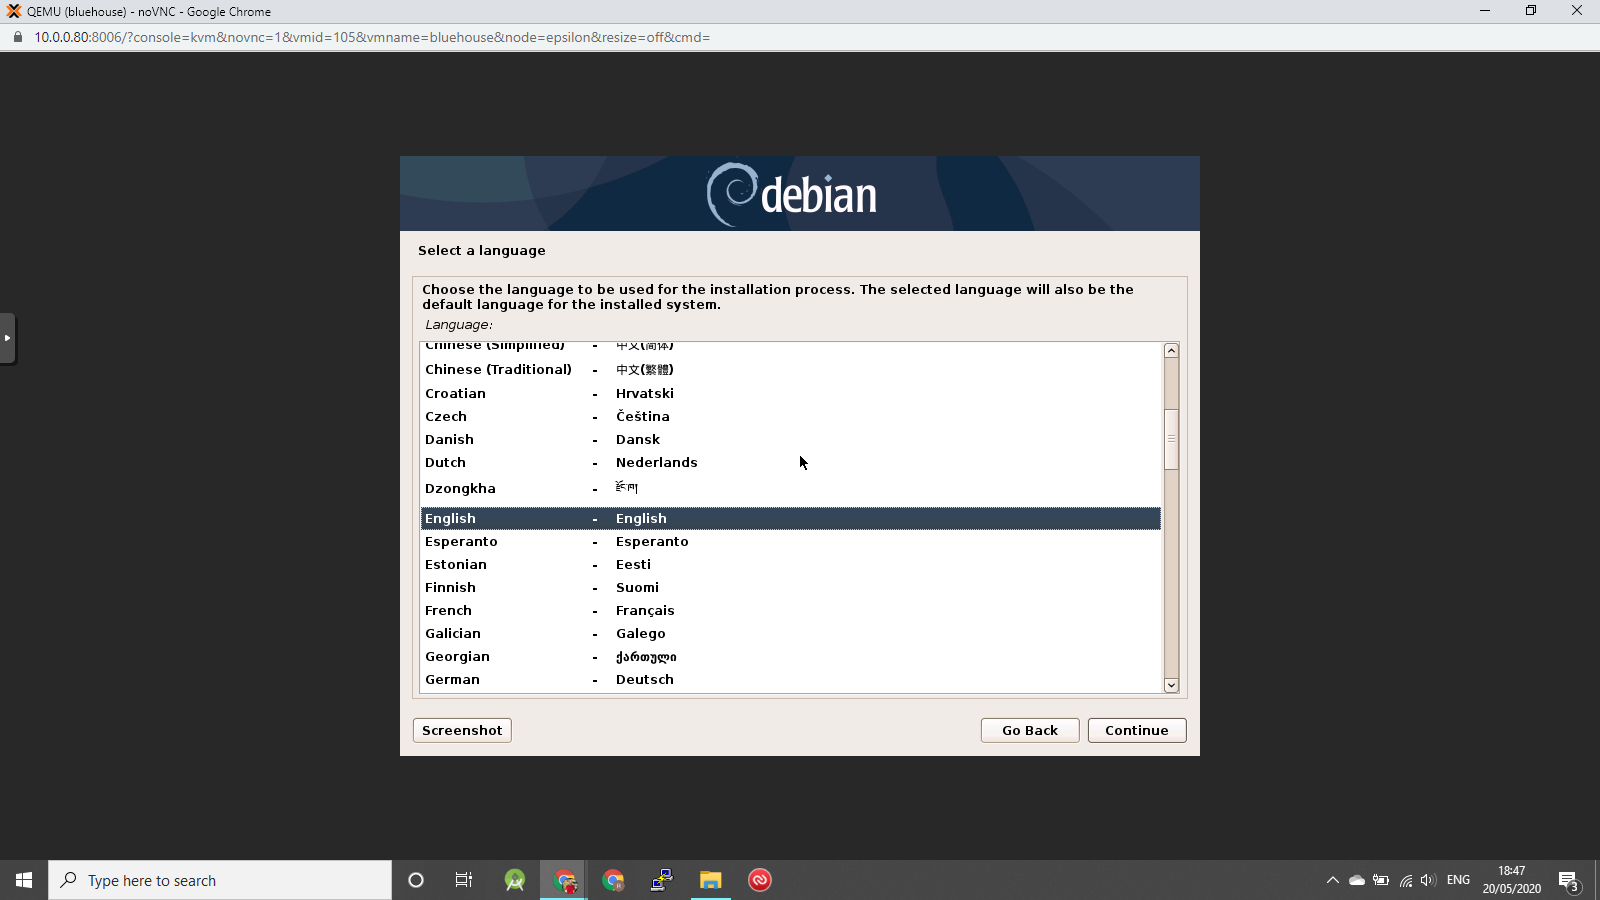 QEMU (bluehouse) - noVNC - Google Chrome
10.0.0.80:8006/?console=kvm&novnc=1&vmid=105&vmname=bluehouse&node=epsilon&resize=off&cmd=
debian
Select a language
Choose the language to be used for the installation process. The selected language will also be the
default language for the installed system.
Language:
Chinese (Simplified) - 中文(简体)
Chinese (Traditional) - 中文(繁體)
Croatian - Hrvatski
Czech - Čeština
Danish - Dansk
Dutch - Nederlands
Dzongkha - རྫོང་ཁ།
English - English
Esperanto - Esperanto
Estonian - Eesti
Finnish - Suomi
French - Français
Galician - Galego
Georgian - ქართული
German - Deutsch
Screenshot Go Back Continue
Type here to search ENG 18:47
20/05/2020 3